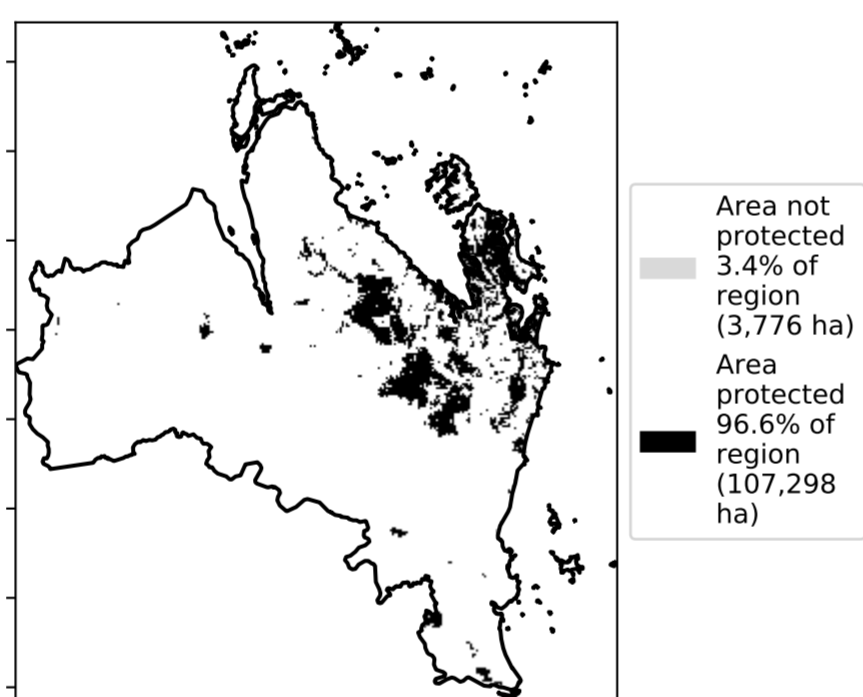 Area not
protected
3.4% of
region
(3,776 ha)
Area
protected
96.6% of
region
(107,298
ha)